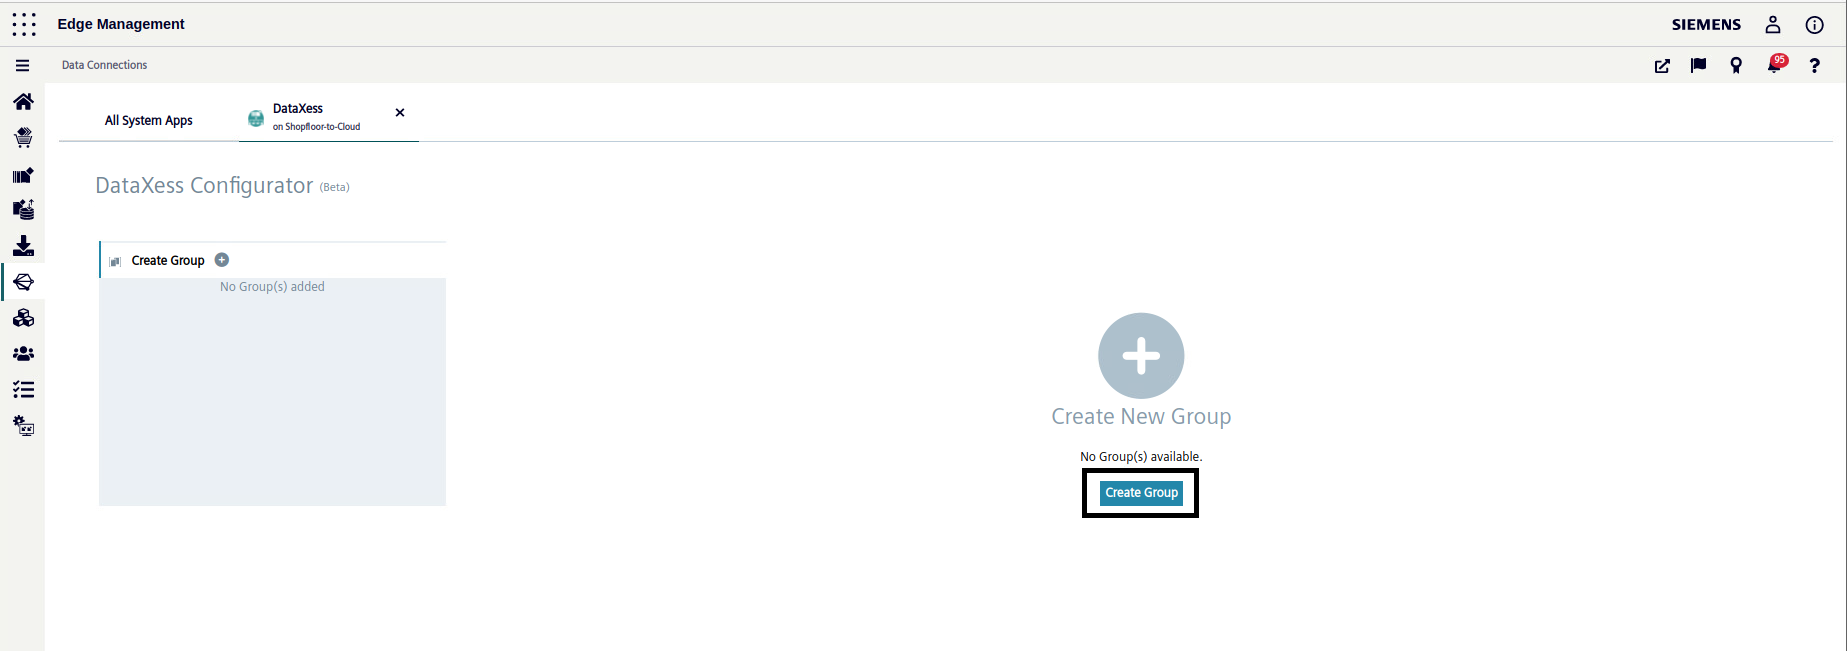 Edge Management
SIEMENS
Data Connections
95
All System Apps
DataXess
on Shopfloor-to-Cloud
DataXess Configurator (Beta)
Create Group
No Group(s) added
Create New Group
No Group(s) available.
Create Group